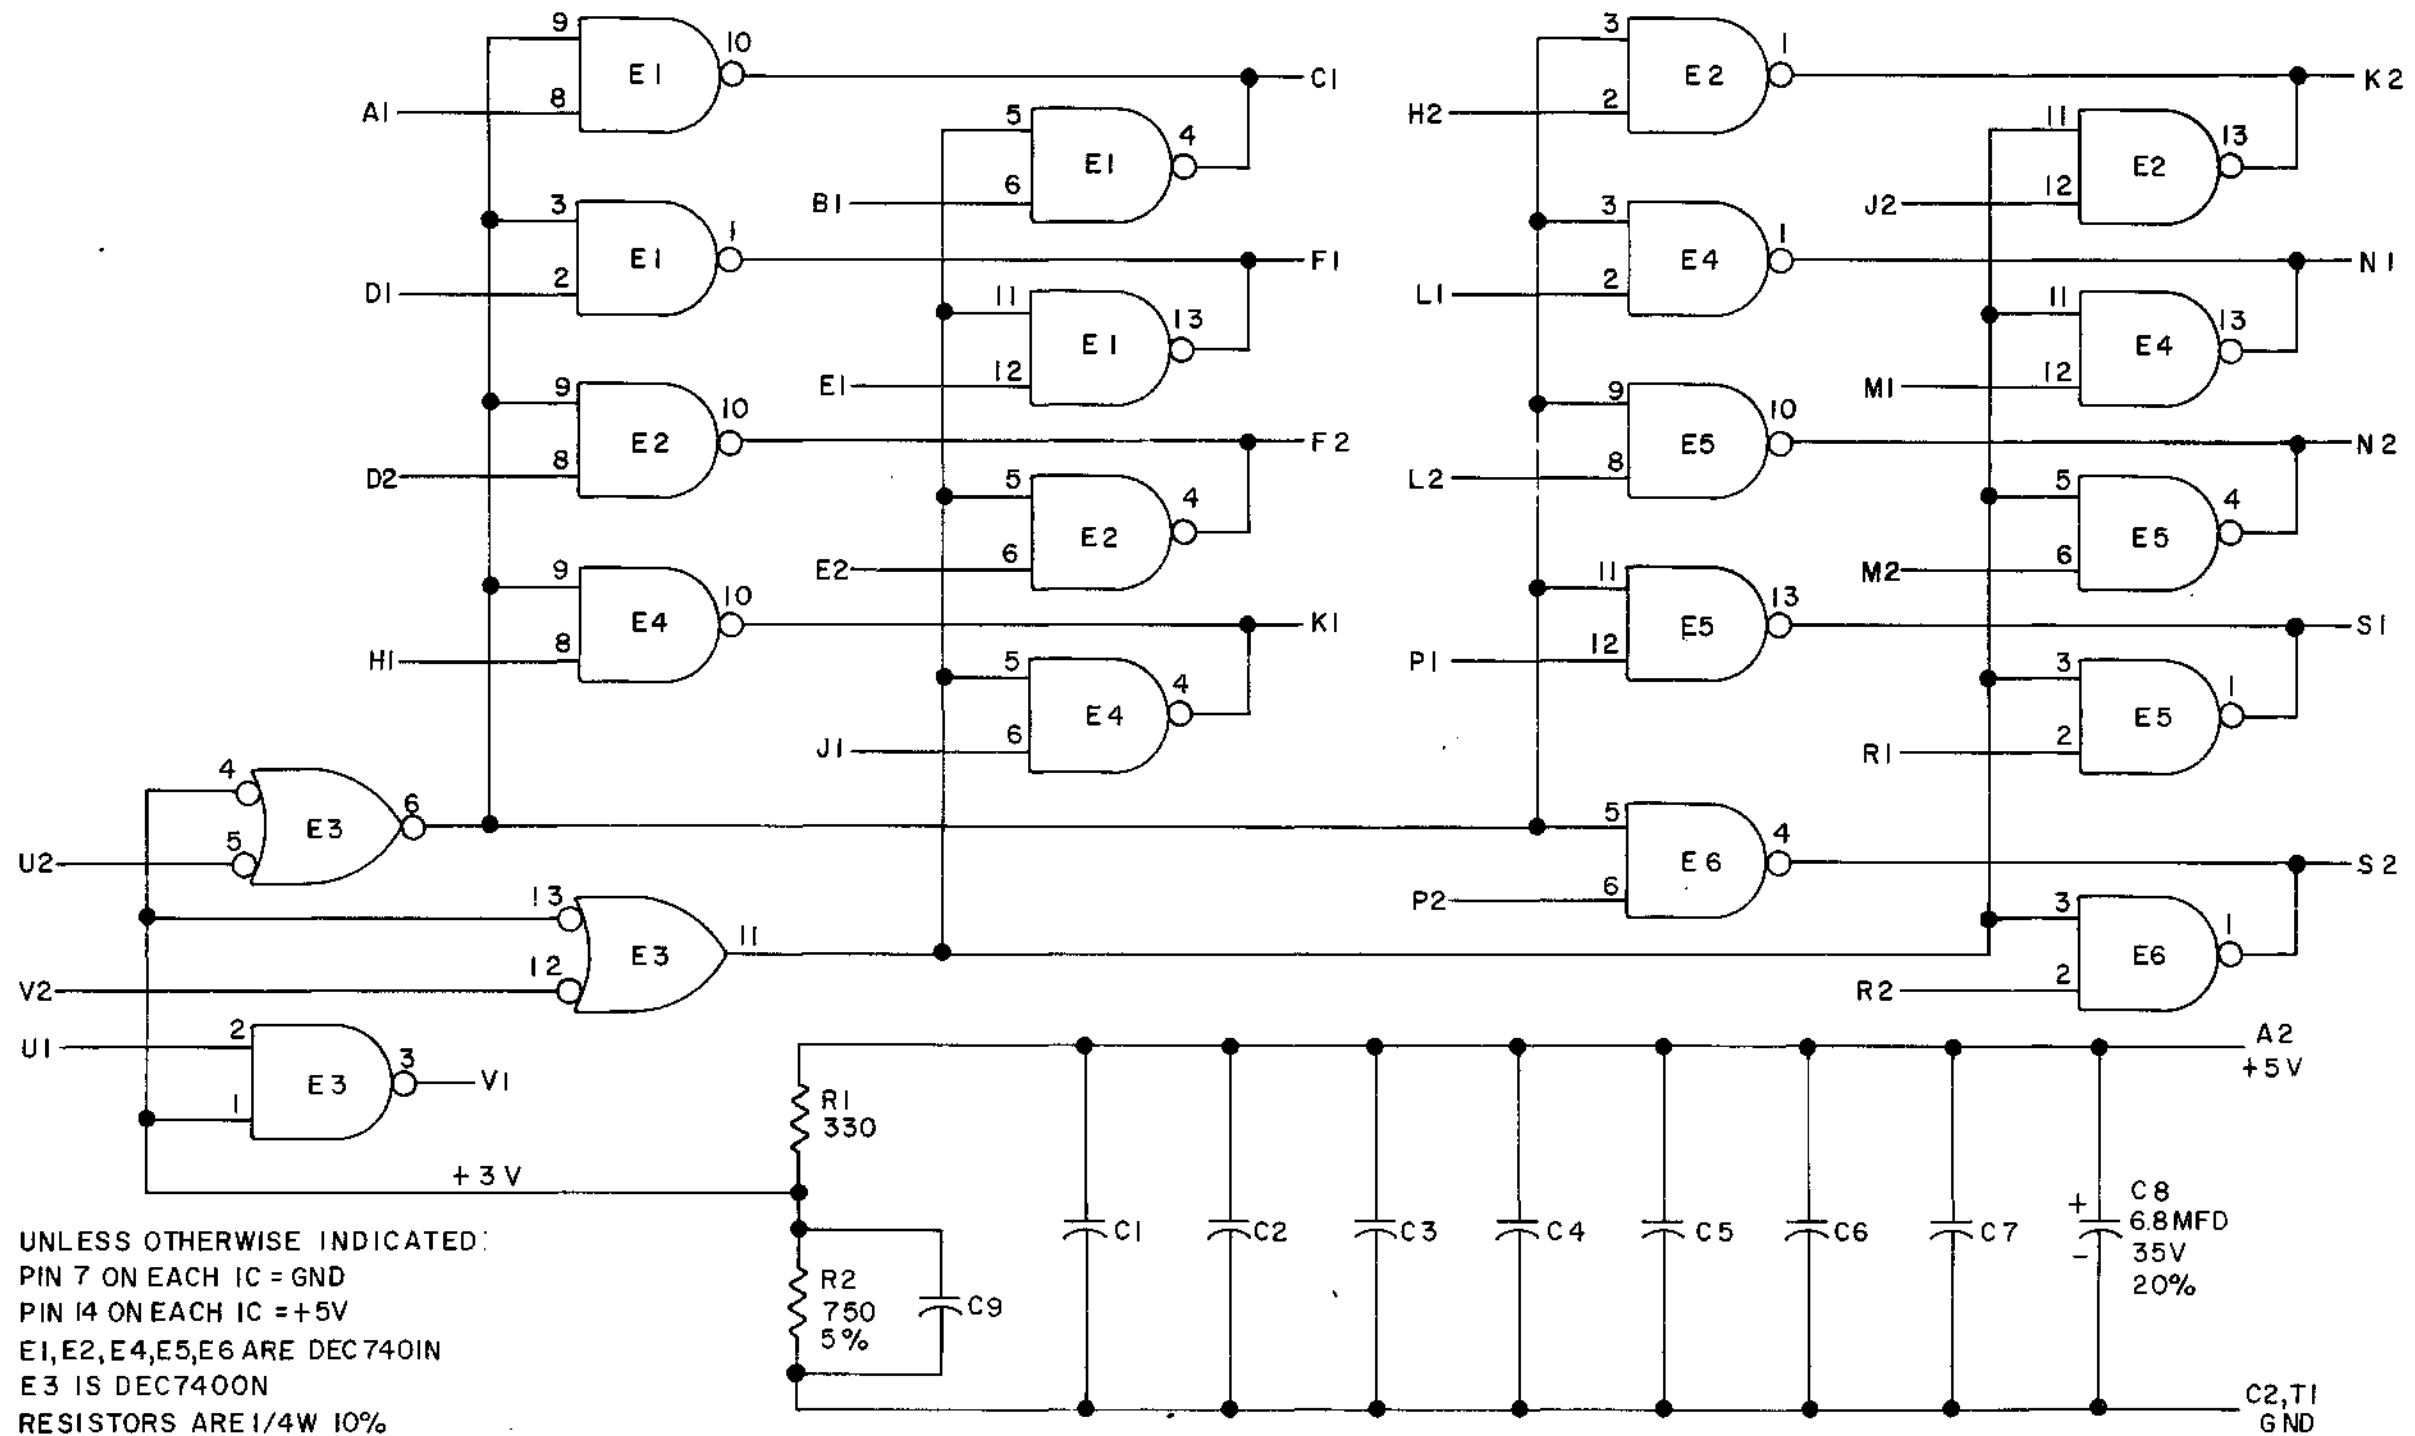 9
10
E1
A1
8
C1
5
4
E1
B1
6
3
1
E1
D1
2
F1
11
13
E1
E1
12
9
10
E2
D2
8
F2
5
4
E2
E2
6
9
10
E4
H1
8
K1
5
4
E4
J1
6
3
1
E2
H2
2
K2
11
13
E2
J2
12
3
1
E4
L1
2
N1
11
13
E4
M1
12
9
10
E5
L2
8
N2
5
4
E5
M2
6
11
13
E5
P1
12
S1
3
1
E5
R1
2
4
6
E3
5
U2
5
4
E6
P2
6
S2
13
11
E3
12
V2
3
1
E6
R2
2
U1
2
3
E3
V1
1
A2
+5V
R1
330
+3V
R2
750
5%
C9
C1
C2
C3
C4
C5
C6
C7
+
C8
6.8MFD
35V
20%
-
C2,T1
GND
UNLESS OTHERWISE INDICATED:
PIN 7 ON EACH IC = GND
PIN 14 ON EACH IC = +5V
E1,E2,E4,E5,E6 ARE DEC7401N
E3 IS DEC7400N
RESISTORS ARE 1/4W 10%